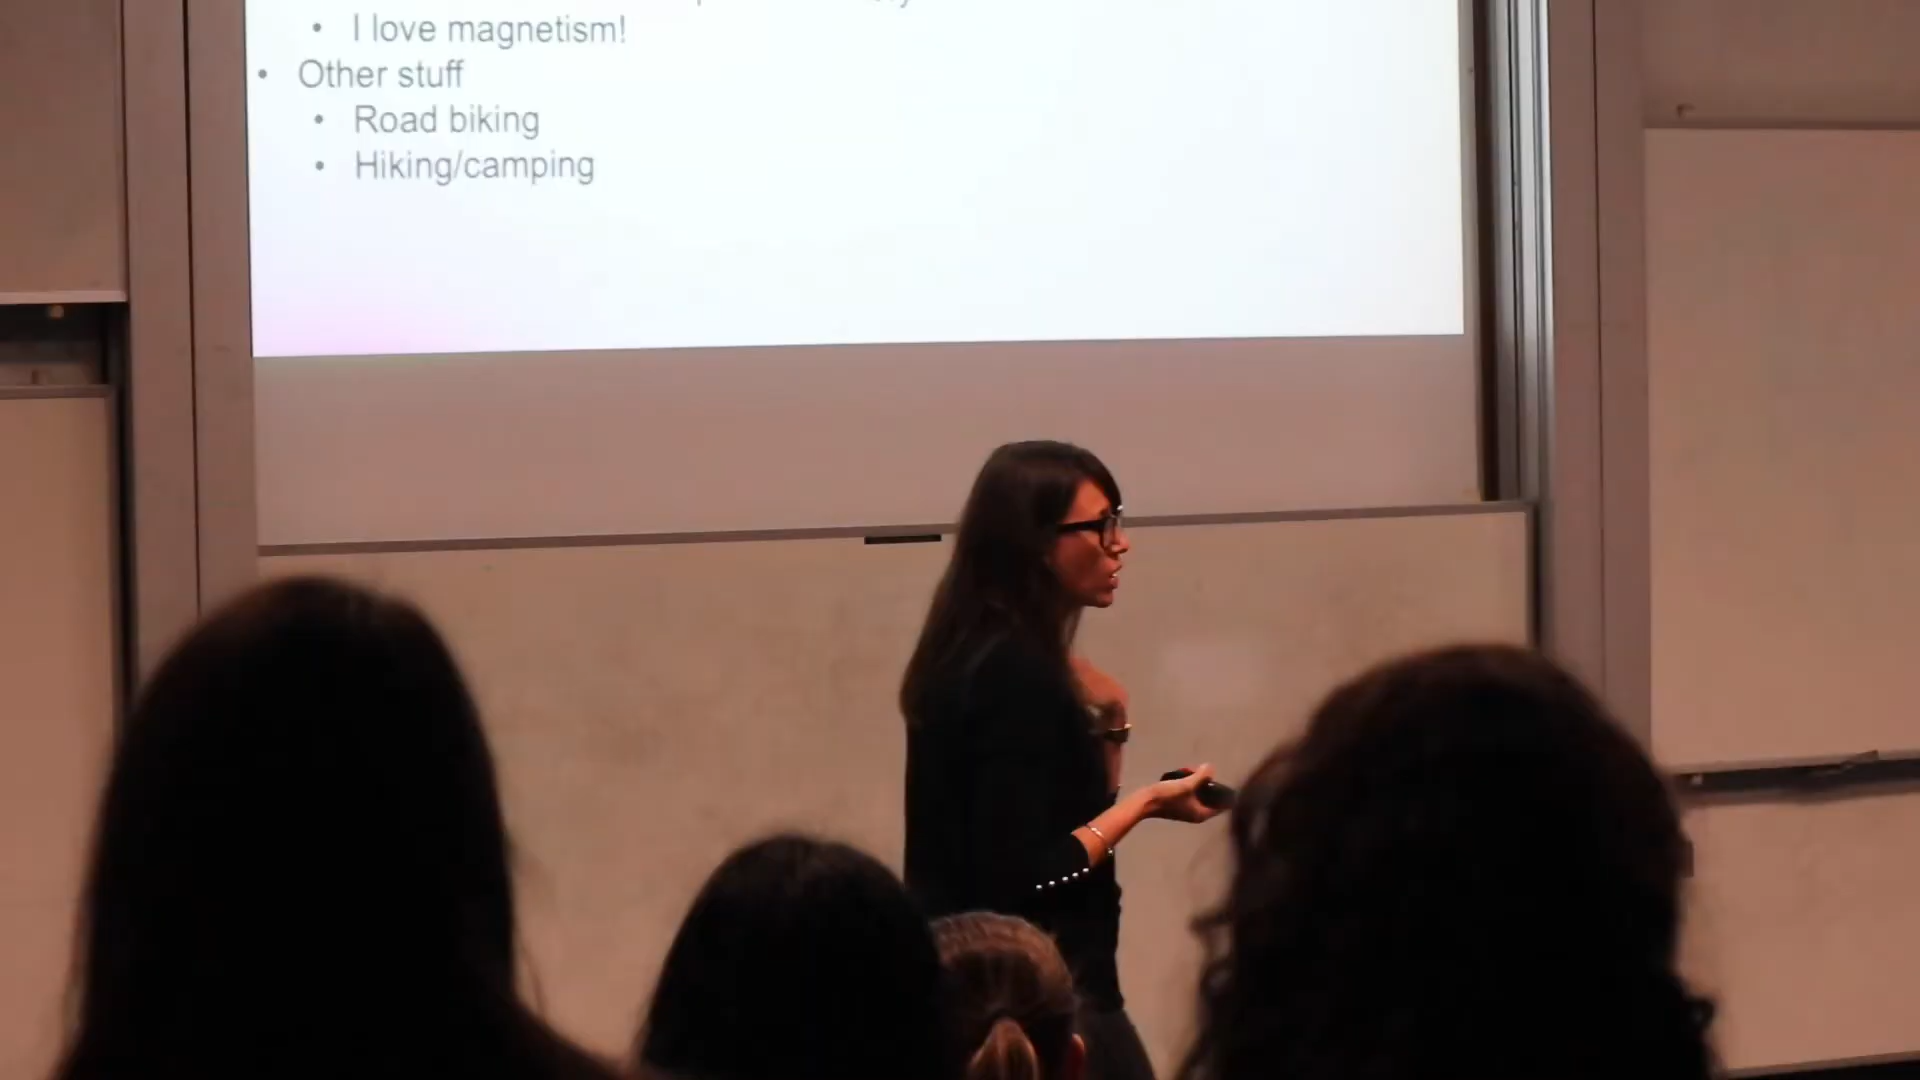 • I love magnetism!
• Other stuff
• Road biking
• Hiking/camping